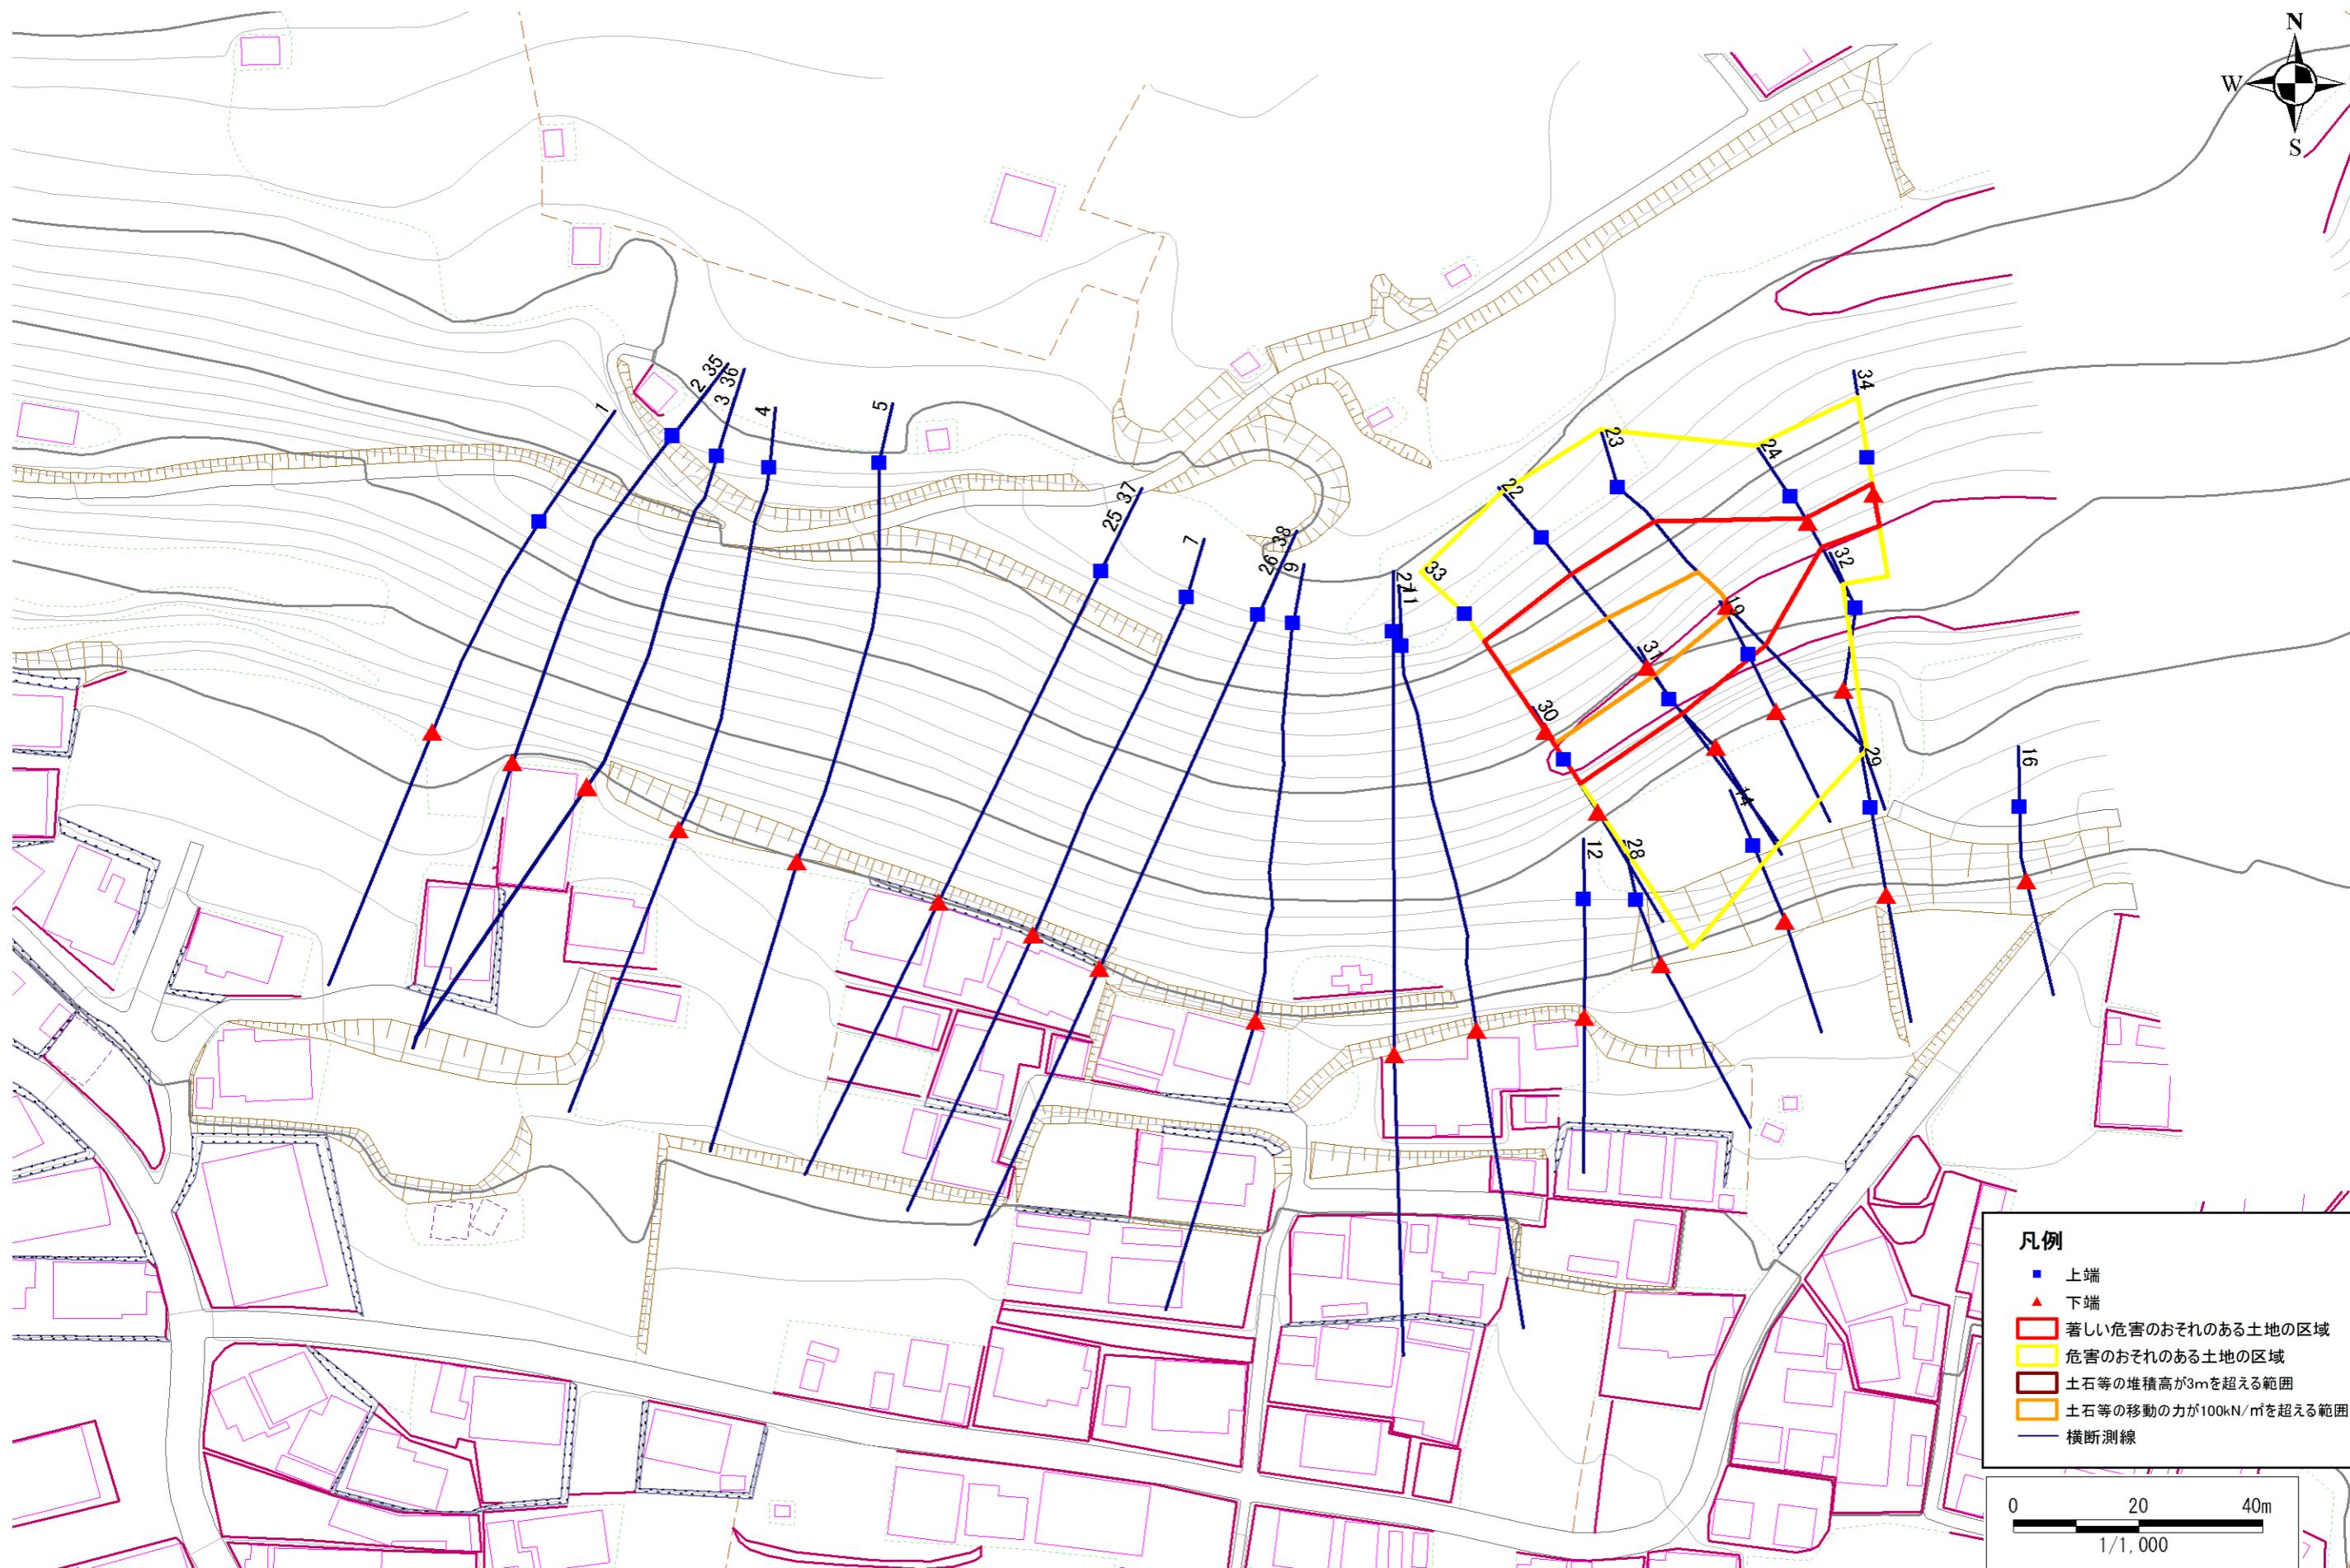 N
W
S
34
35
2
36
3
1
4
5
23
24
22
37
25
7
38
26
9
33
27
11
32
19
31
30
29
16
14
12
28
凡例
上端
下端
著しい危害のおそれのある土地の区域
危害のおそれのある土地の区域
土石等の堆積高が3mを超える範囲
土石等の移動の力が100kN/㎡を超える範囲
横断測線
0 20 40m
1/1,000